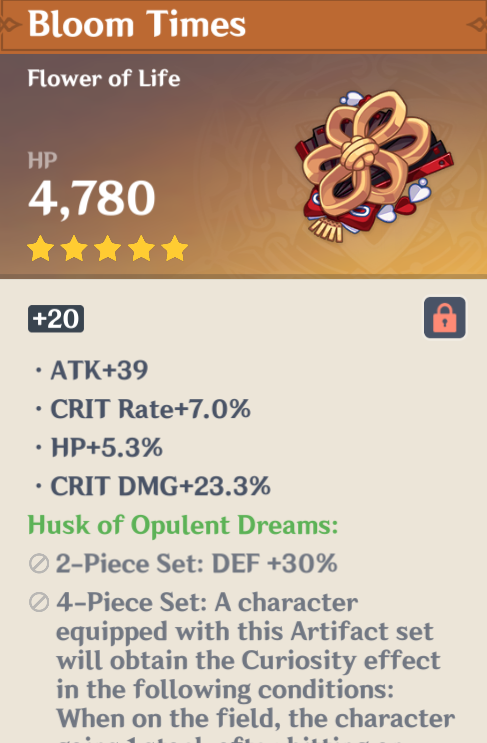 Bloom Times
Flower of Life
HP
4,780
+20
· ATK+39
· CRIT Rate+7.0%
· HP+5.3%
· CRIT DMG+23.3%
Husk of Opulent Dreams:
2-Piece Set: DEF +30%
4-Piece Set: A character
equipped with this Artifact set
will obtain the Curiosity effect
in the following conditions:
When on the field, the character